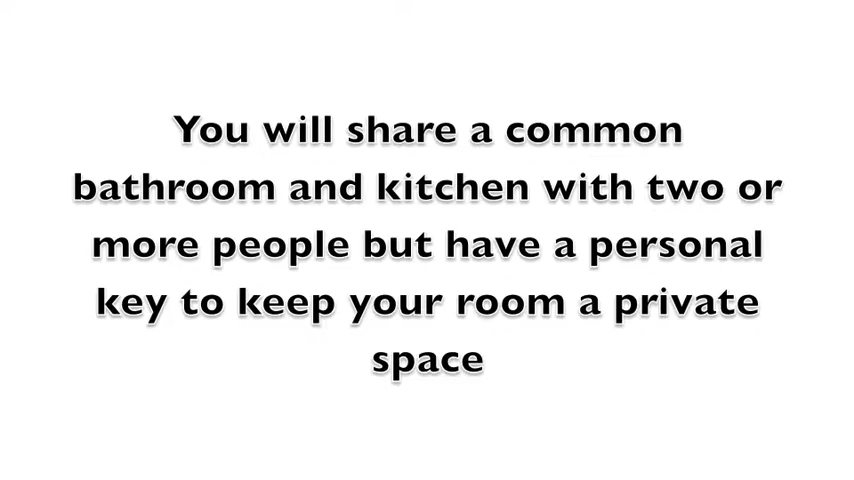 You will share a common
bathroom and kitchen with two or
more people but have a personal
key to keep your room a private
space